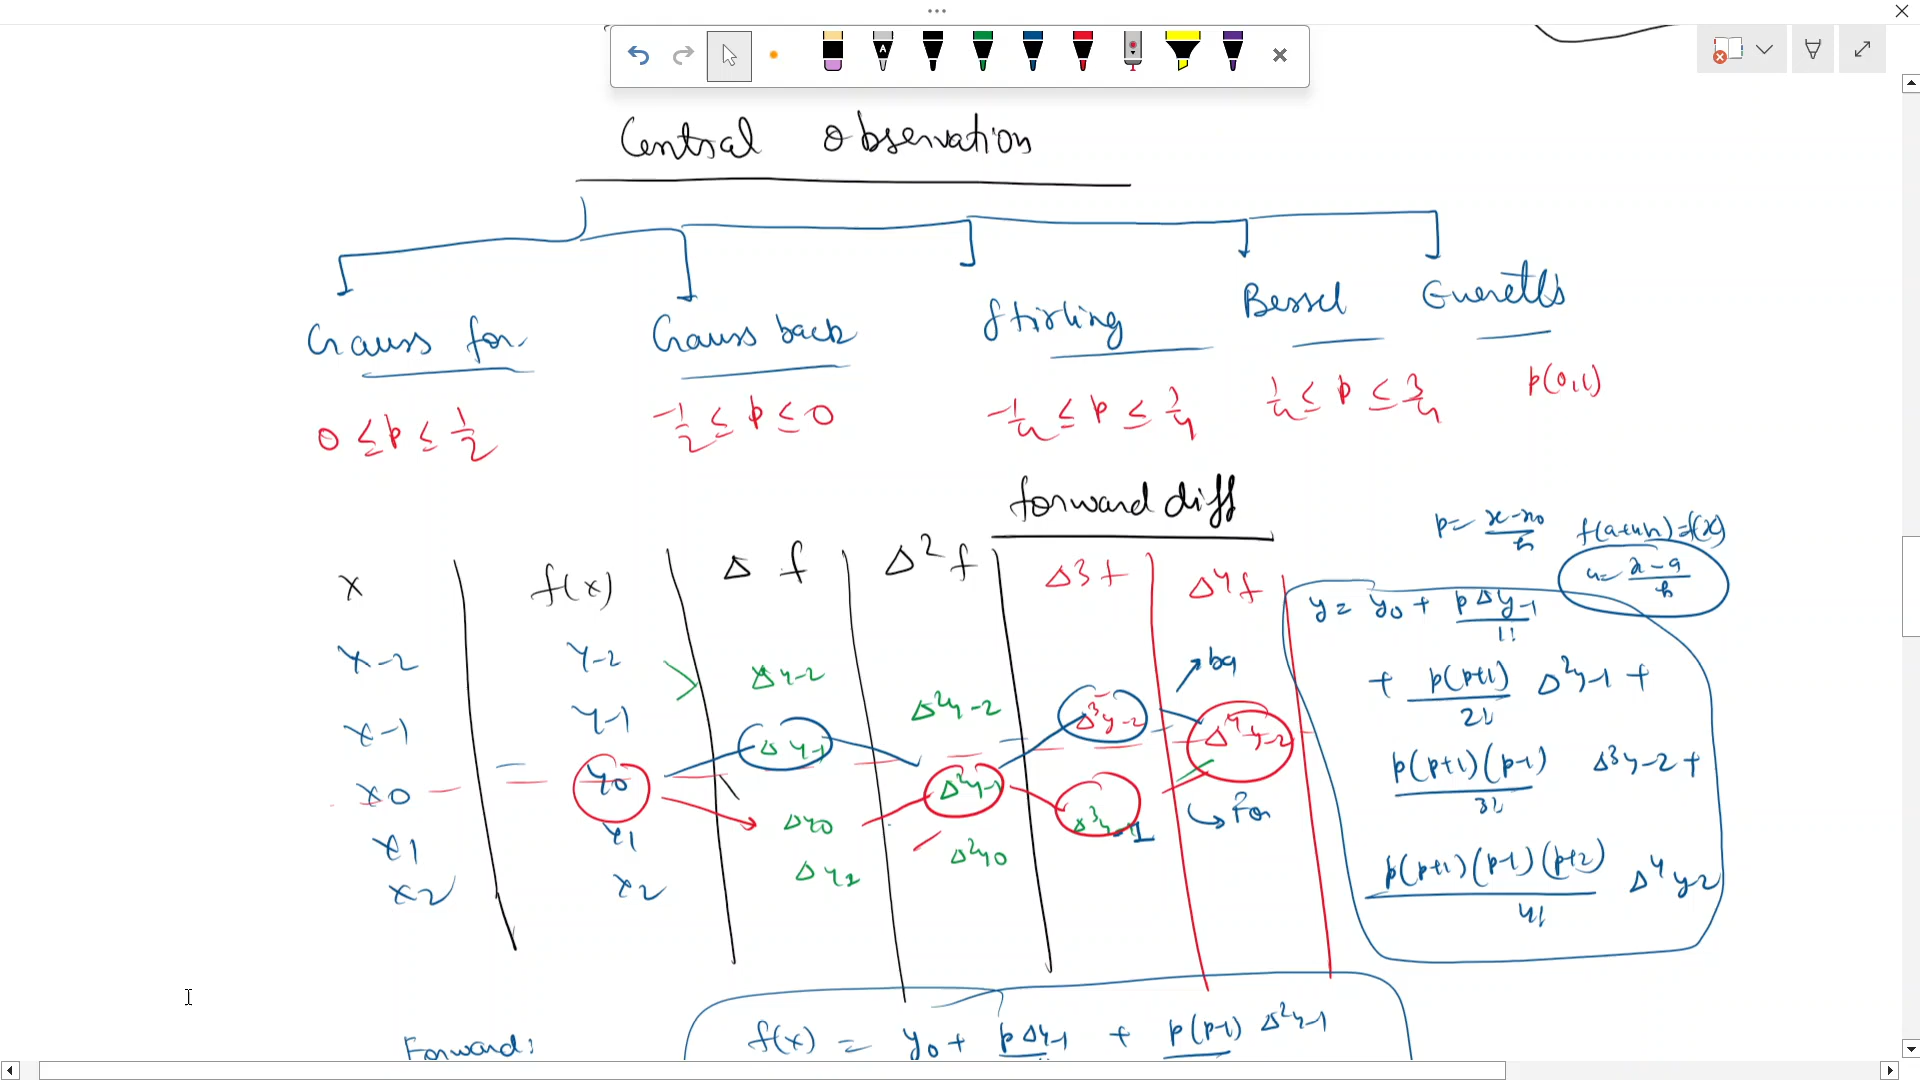 Central Observation
Gauss for.
Gauss back
Stirling
Bessel
Everett's
0 ≤ p ≤ 1/2
-1/2 ≤ p ≤ 0
-1/4 ≤ p ≤ 1/4
1/4 ≤ p ≤ 3/4
p(0,1)
forward diff
p = x-x0/h
f(a+uh) = f(x)
u = x-a/h
x f(x) Δf Δ2f Δ3f Δ4f
x-2 y-2
Δy-2
x-1 y-1
Δ2y-2
Δy-1
Δ3y-2
bq
x0 y0
Δ2y-1
Δ4y-2
Δy0
Δ3y-1
For
x1 y1
Δ2y0
x2 y2
y = y0 + pΔy-1/1!
+ p(p+1)/2! Δ2y-1 +
p(p+1)(p-1)/3! Δ3y-2 +
p(p+1)(p-1)(p+2)/4! Δ4y-2
Forward:
f(x) = y0 + pΔy-1 + p(p-1) Δ2y-1